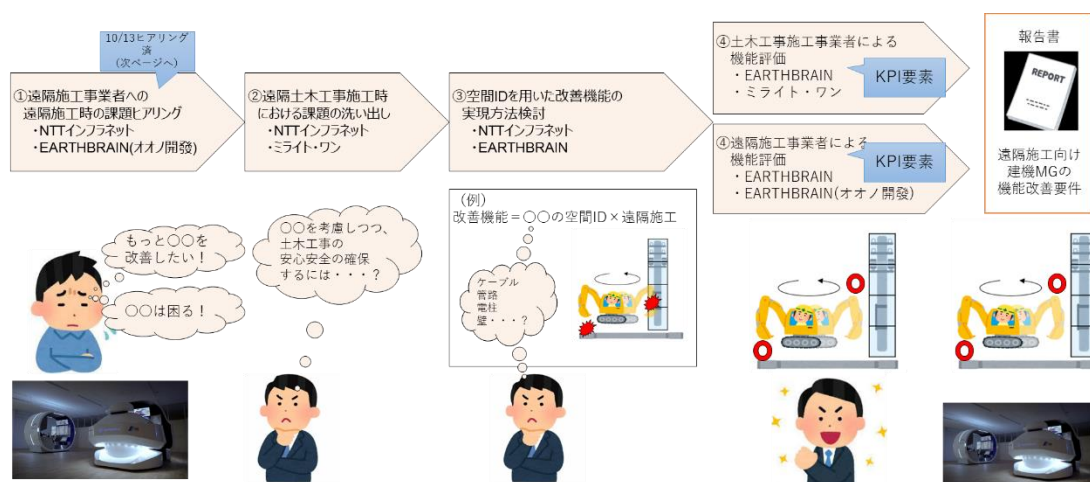 10/13ヒアリング
済
(次ページへ)
①遠隔施工事業者への
遠隔施工時の課題ヒアリング
・NTTインフラネット
・EARTHBRAIN(オオノ開發)
②遠隔土木工事施工時
における課題の洗い出し
・NTTインフラネット
・ミライト・ワン
③空間IDを用いた改善機能の
実現方法検討
・NTTインフラネット
・EARTHBRAIN
④土木工事施工事業者による
機能評価
・EARTHBRAIN
・ミライト・ワン
KPI要素
④遠隔施工事業者による
機能評価
・EARTHBRAIN
・EARTHBRAIN(オオノ開發)
KPI要素
報告書
REPORT
遠隔施工向け
建機MGの
機能改善要件
もっと〇〇を
改善したい！
〇〇は困る！
〇〇を考慮しつつ、
土木工事の
安心安全の確保
するには・・・？
（例）
改善機能＝〇〇の空間ID×遠隔施工
ケーブル
管路
電柱
壁・・・？